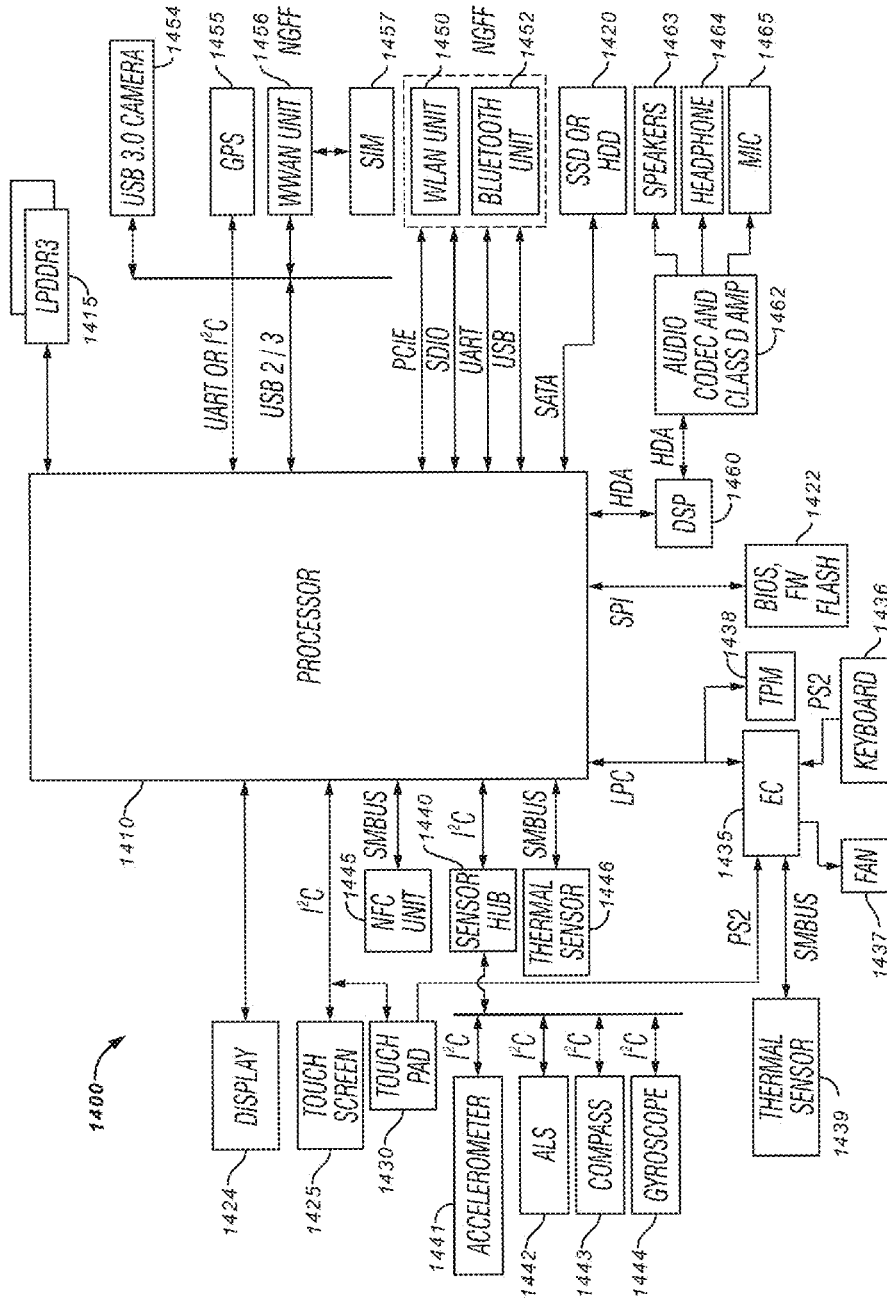 1400
DISPLAY
1424
TOUCH
SCREEN
1425
TOUCH
PAD
1430
ACCELEROMETER
1441
ALS
1442
COMPASS
1443
GYROSCOPE
1444
I²C
I²C
I²C
I²C
I²C
1410
PROCESSOR
SMBUS
NFC
UNIT
1445
I²C
SENSOR
HUB
1440
SMBUS
THERMAL
SENSOR
1446
PS2
SMBUS
THERMAL
SENSOR
1439
LPC
EC
1435
FAN
1437
TPM
1438
PS2
KEYBOARD
1436
SPI
BIOS,
FW
FLASH
1422
HDA
DSP
1460
HDA
AUDIO
CODEC AND
CLASS D AMP
1462
LPDDR3
1415
UART OR I²C
USB 2 / 3
PCIE
SDIO
UART
USB
SATA
USB 3.0 CAMERA
1454
GPS
1455
WWAN UNIT
1456
NGFF
SIM
1457
WLAN UNIT
1450
NGFF
BLUETOOTH
UNIT
1452
SSD OR
HDD
1420
SPEAKERS
1463
HEADPHONE
1464
MIC
1465